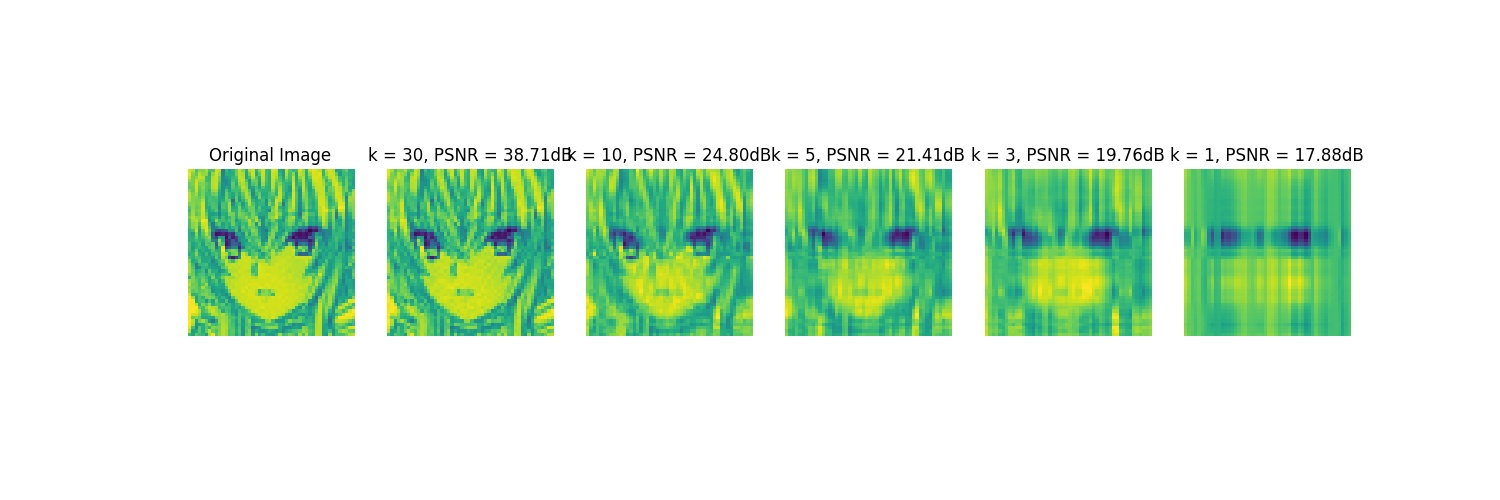 Original Image
k = 30, PSNR = 38.71dB
k = 10, PSNR = 24.80dB
k = 5, PSNR = 21.41dB
k = 3, PSNR = 19.76dB
k = 1, PSNR = 17.88dB